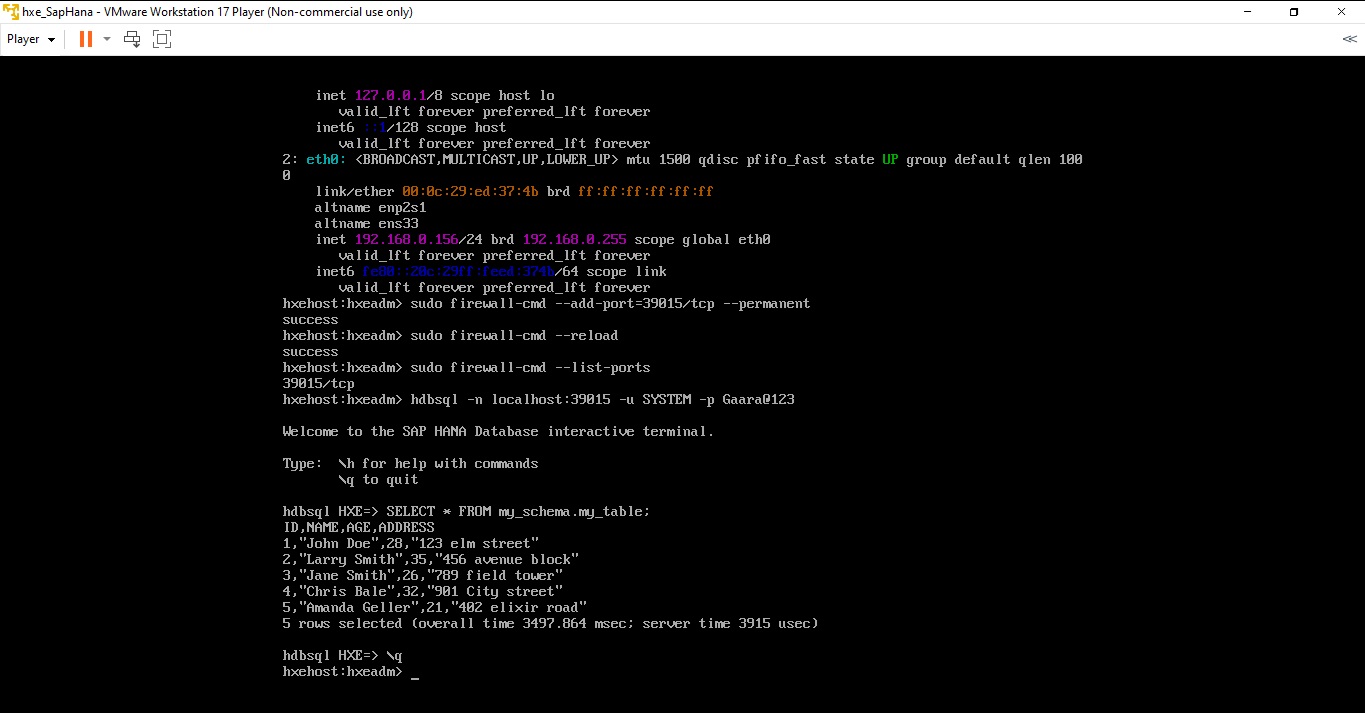 hxe_SapHana - VMware Workstation 17 Player (Non-commercial use only)
Player
inet 127.0.0.1/8 scope host lo
valid_lft forever preferred_lft forever
inet6 ::1/128 scope host
valid_lft forever preferred_lft forever
2: eth0: <BROADCAST,MULTICAST,UP,LOWER_UP> mtu 1500 qdisc pfifo_fast state UP group default qlen 100
0
link/ether 00:0c:29:ed:37:4b brd ff:ff:ff:ff:ff:ff
altname enp2s1
altname ens33
inet 192.168.0.156/24 brd 192.168.0.255 scope global eth0
valid_lft forever preferred_lft forever
inet6 fe80::20c:29ff:feed:374b/64 scope link
valid_lft forever preferred_lft forever
hxehost:hxeadm> sudo firewall-cmd --add-port=39015/tcp --permanent
success
hxehost:hxeadm> sudo firewall-cmd --reload
success
hxehost:hxeadm> sudo firewall-cmd --list-ports
39015/tcp
hxehost:hxeadm> hdbsql -n localhost:39015 -u SYSTEM -p Gaara@123
Welcome to the SAP HANA Database interactive terminal.
Type: \h for help with commands
\q to quit
hdbsql HXE=> SELECT * FROM my_schema.my_table;
ID,NAME,AGE,ADDRESS
1,"John Doe",28,"123 elm street"
2,"Larry Smith",35,"456 avenue block"
3,"Jane Smith",26,"789 field tower"
4,"Chris Bale",32,"901 City street"
5,"Amanda Geller",21,"402 elixir road"
5 rows selected (overall time 3497.864 msec; server time 3915 usec)
hdbsql HXE=> \q
hxehost:hxeadm> _